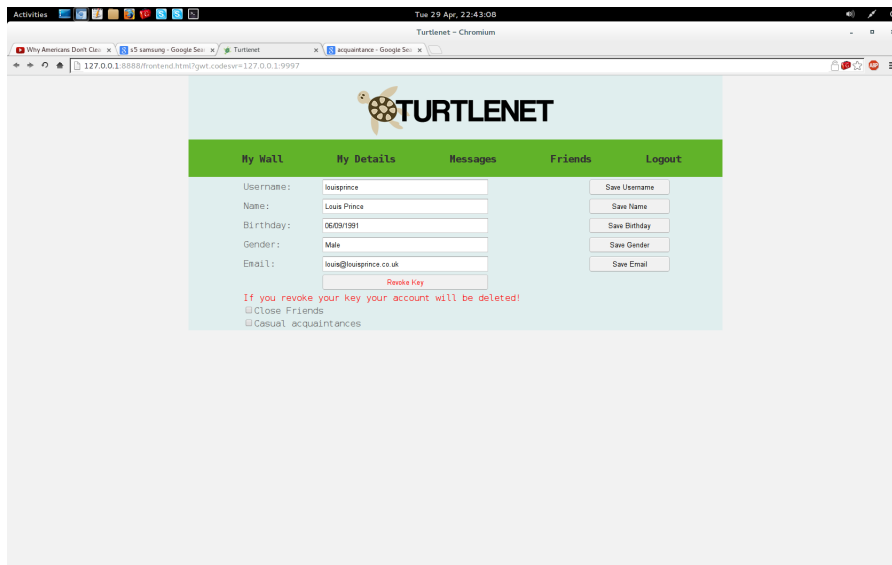 Activities
Tue 29 Apr, 22:43:08
Turtlenet - Chromium
Why Americans Don't Clea x
s5 samsung - Google Sea x
Turtlenet x
acquaintance - Google Sea x
127.0.0.1:8888/frontend.html?gwt.codesvr=127.0.0.1:9997
ABP
TURTLENET
My Wall My Details Messages Friends Logout
Username: louisprince Save Username
Name: Louis Prince Save Name
Birthday: 06/09/1991 Save Birthday
Gender: Male Save Gender
Email: louis@louisprince.co.uk Save Email
Revoke Key
If you revoke your key your account will be deleted!
Close Friends
Casual acquaintances